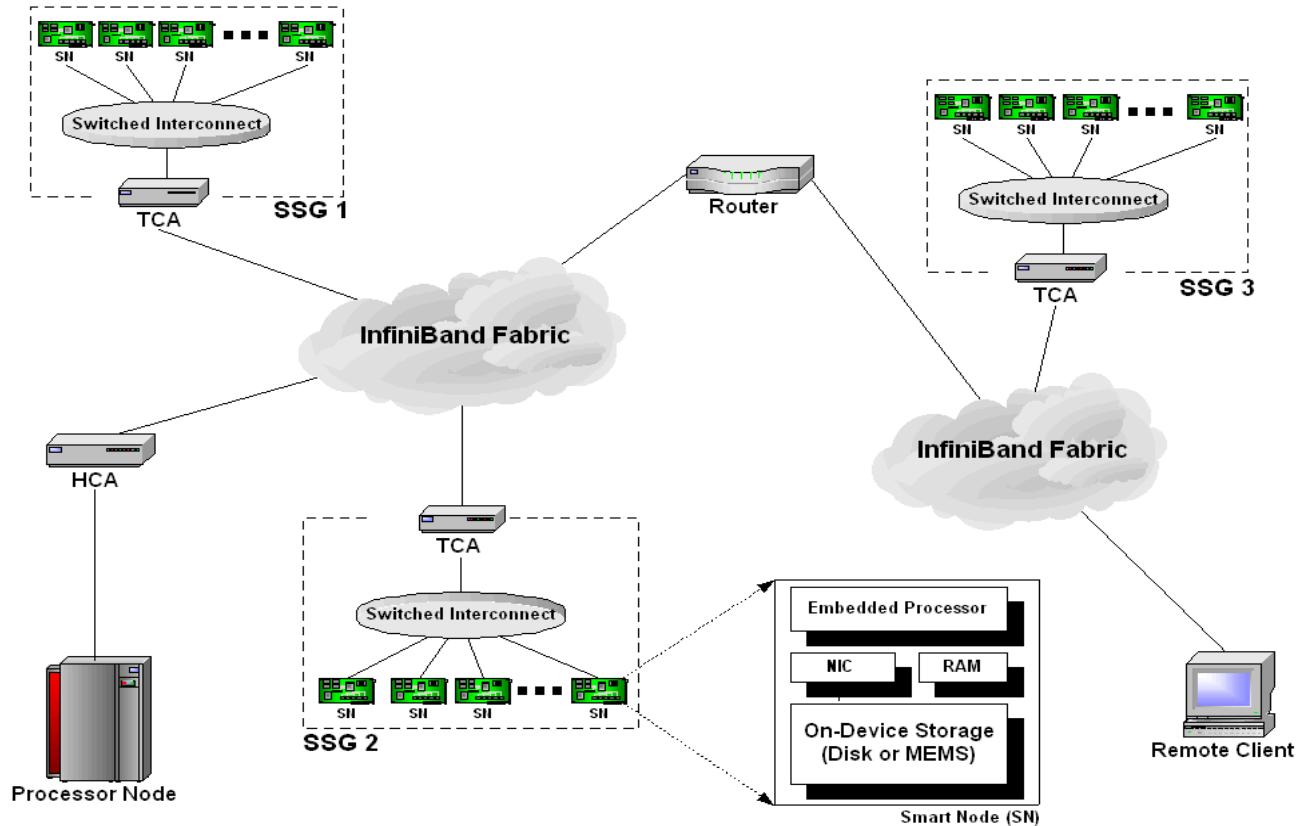 SN SN SN SN
Switched Interconnect
TCA
SSG 1
Router
SN SN SN SN
Switched Interconnect
TCA
SSG 3
InfiniBand Fabric
HCA
InfiniBand Fabric
TCA
Switched Interconnect
SN SN SN SN
SSG 2
Embedded Processor
NIC RAM
On-Device Storage
(Disk or MEMS)
Smart Node (SN)
Processor Node
Remote Client